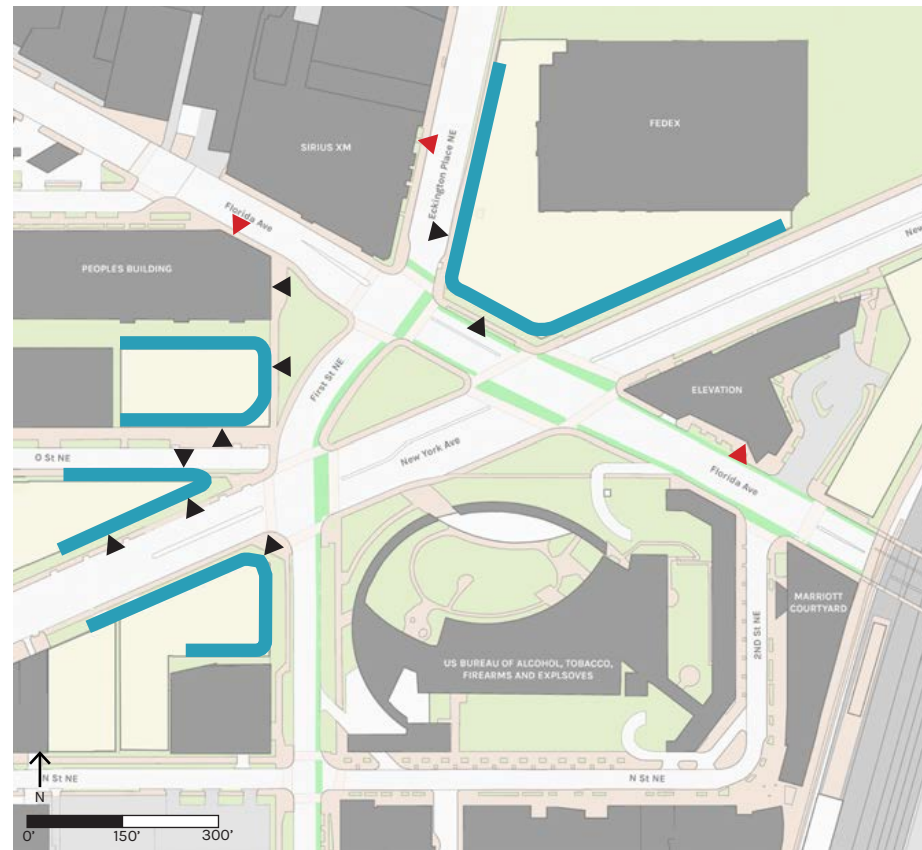 Eckington Place NE
FEDEX
SIRIUS XM
Florida Ave
New
PEOPLES BUILDING
First St NE
ELEVATION
O St NE
New York Ave
Florida Ave
MARRIOTT
COURTYARD
2ND St NE
US BUREAU OF ALCOHOL, TOBACCO,
FIREARMS AND EXPLSOVES
N St NE
N St NE
N
0'
150'
300'